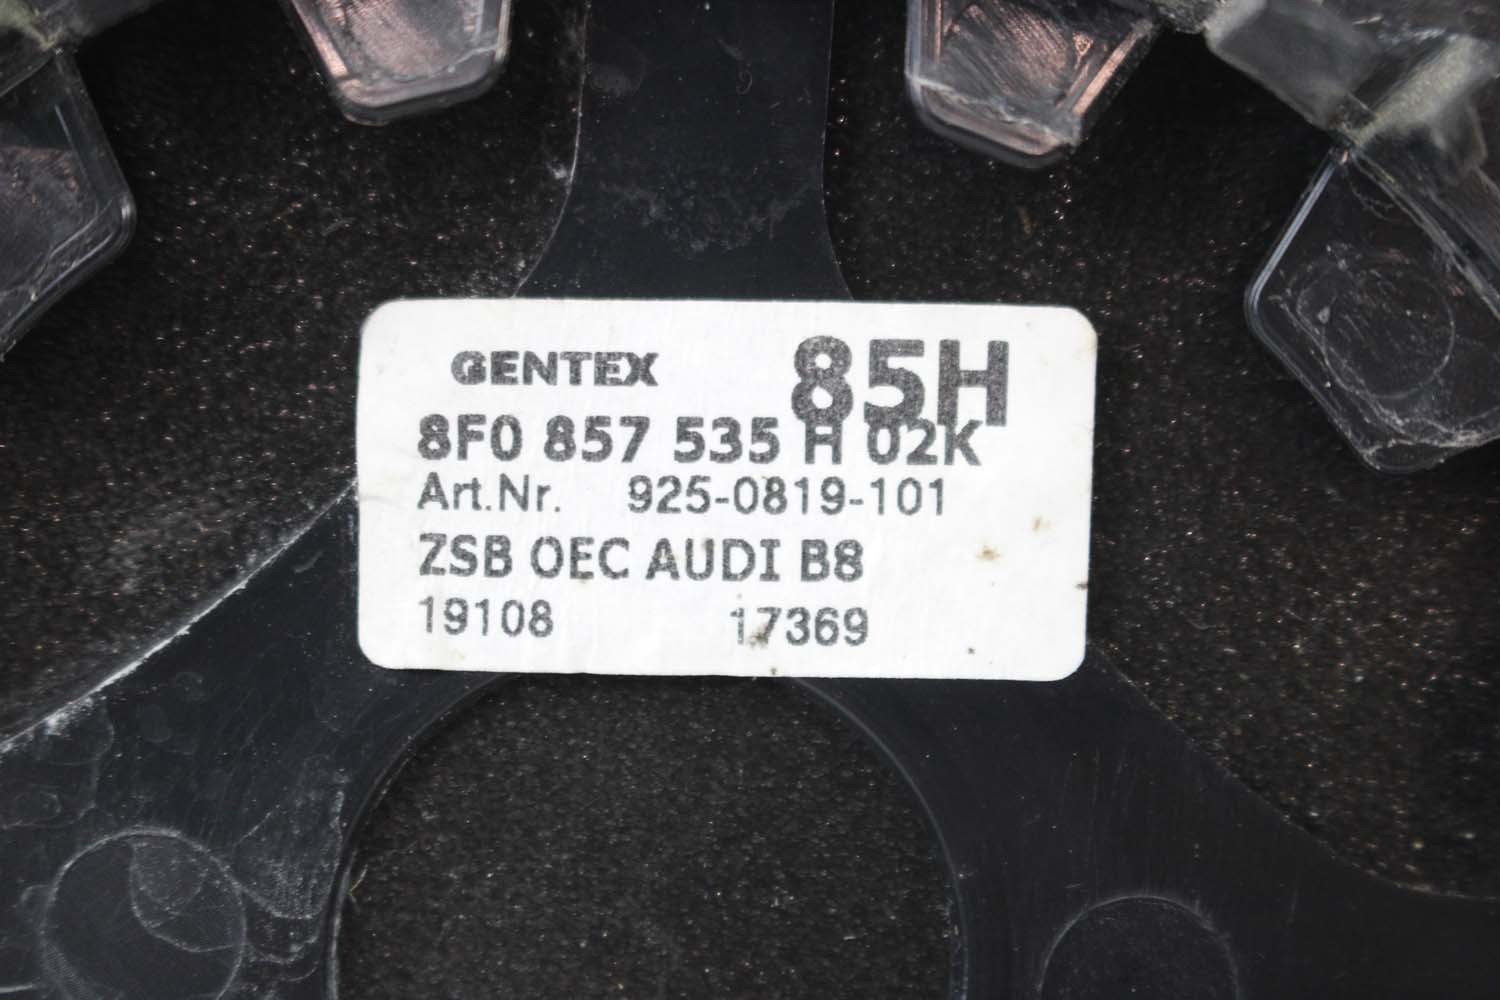 GENTEX 85H
8F0 857 535 H 02K
Art.Nr. 925-0819-101
ZSB OEC AUDI B8
19108 17369